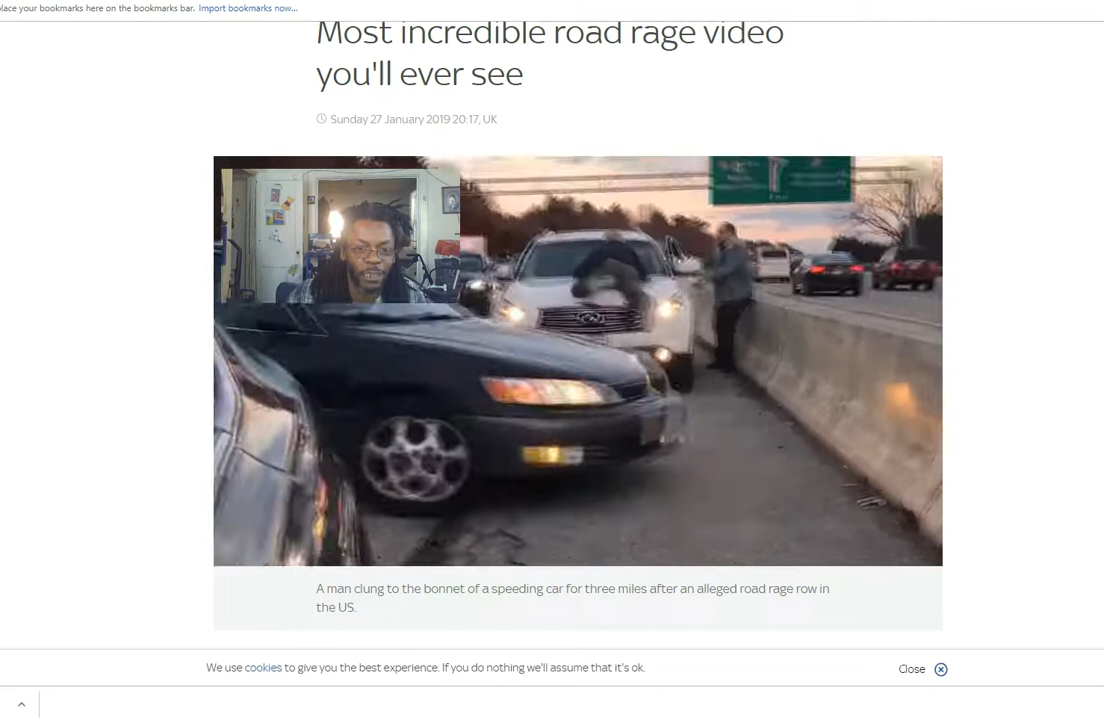 place your bookmarks here on the bookmarks bar. Import bookmarks now...
Most incredible road rage video
you'll ever see
Sunday 27 January 2019 20:17, UK
A man clung to the bonnet of a speeding car for three miles after an alleged road rage row in
the US.
We use cookies to give you the best experience. If you do nothing we'll assume that it's ok.
Close